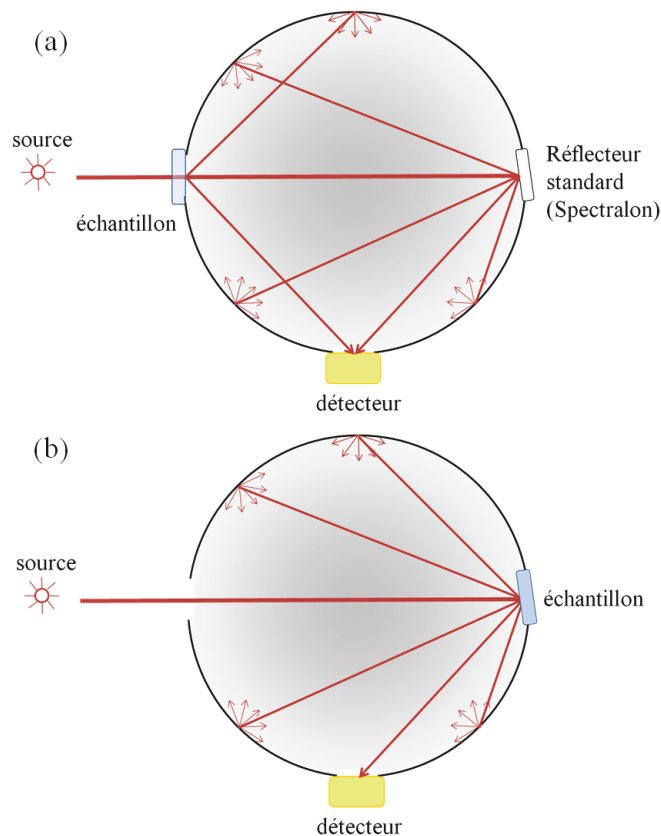 (a)
source
échantillon
Réflecteur
standard
(Spectralon)
détecteur
(b)
source
échantillon
détecteur